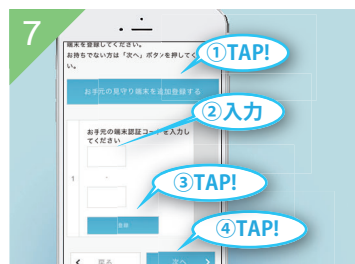 7
端末を登録してください。
お持ちでない方は「次へ」ボタンを押してくださ
い。
①TAP!
お手元の見守り端末を追加登録する
②入力
お手元の端末認証コードを入力し
てください
1
-
③TAP!
登録
④TAP!
戻る
次へ